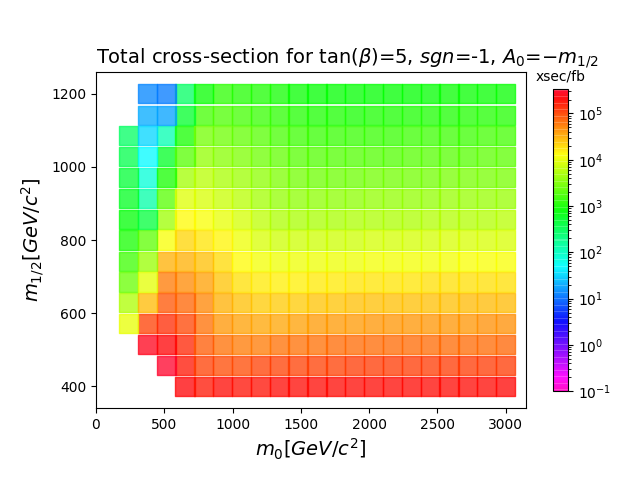 Total cross-section for tan(β)=5, sgn=-1, A₀=−m₁/₂
xsec/fb
10⁵
10⁴
10³
10²
10¹
10⁰
10⁻¹
m₁/₂[GeV/c²]
1200
1000
800
600
400
0 500 1000 1500 2000 2500 3000
m₀[GeV/c²]